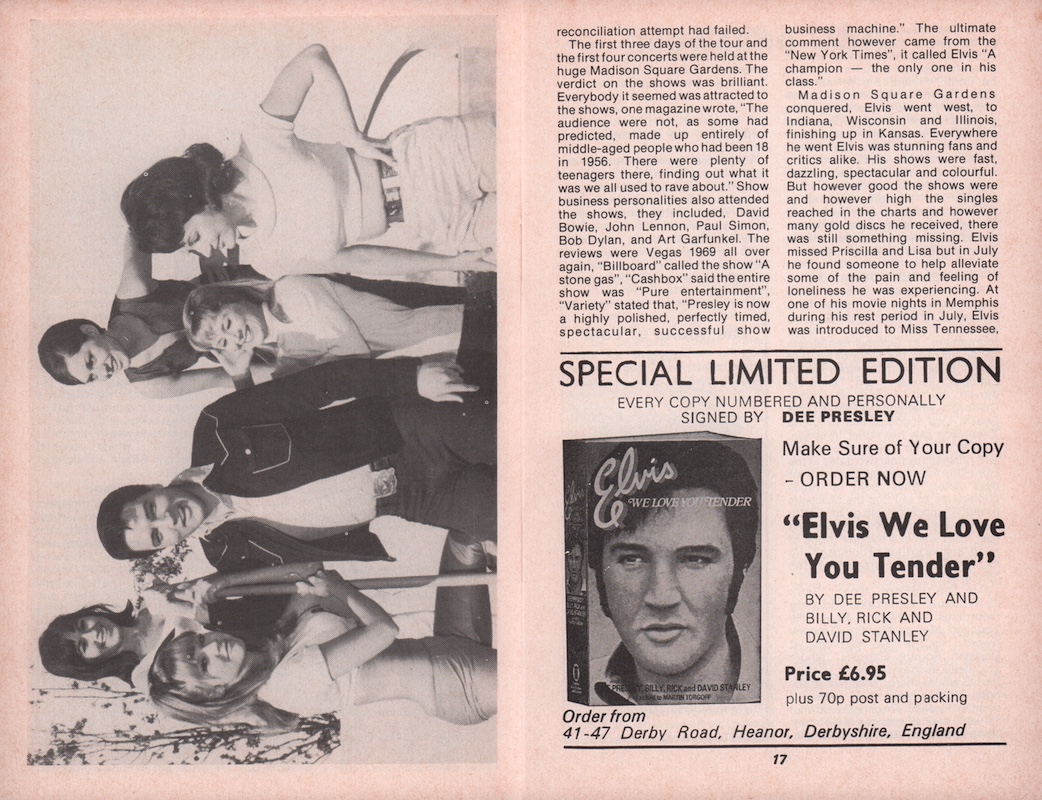 reconciliation attempt had failed.
The first three days of the tour and
the first four concerts were held at the
huge Madison Square Gardens. The
verdict on the shows was brilliant.
Everybody it seemed was attracted to
the shows, one magazine wrote, "The
audience were not, as some had
predicted, made up entirely of
middle-aged people who had been 18
in 1956. There were plenty of
teenagers there, finding out what it
was we all used to rave about." Show
business personalities also attended
the shows, they included, David
Bowie, John Lennon, Paul Simon,
Bob Dylan, and Art Garfunkel. The
reviews were Vegas 1969 all over
again, "Billboard" called the show "A
stone gas", "Cashbox" said the entire
show was "Pure entertainment",
"Variety" stated that, "Presley is now
a highly polished, perfectly timed,
spectacular, successful show
business machine." The ultimate
comment however came from the
"New York Times", it called Elvis "A
champion — the only one in his
class."
Madison Square Gardens
conquered, Elvis went west, to
Indiana, Wisconsin and Illinois,
finishing up in Kansas. Everywhere
he went Elvis was stunning fans and
critics alike. His shows were fast,
dazzling, spectacular and colourful.
But however good the shows were
and however high the singles
reached in the charts and however
many gold discs he received, there
was still something missing. Elvis
missed Priscilla and Lisa but in July
he found someone to help alleviate
some of the pain and feeling of
loneliness he was experiencing. At
one of his movie nights in Memphis
during his rest period in July, Elvis
was introduced to Miss Tennessee,
SPECIAL LIMITED EDITION
EVERY COPY NUMBERED AND PERSONALLY
SIGNED BY DEE PRESLEY
Elvis
WE LOVE YOU TENDER
BILLY, RICK and DAVID STANLEY
MARTIN TORGOFF
Make Sure of Your Copy
- ORDER NOW
"Elvis We Love
You Tender"
BY DEE PRESLEY AND
BILLY, RICK AND
DAVID STANLEY
Price £6.95
plus 70p post and packing
Order from
41-47 Derby Road, Heanor, Derbyshire, England
17